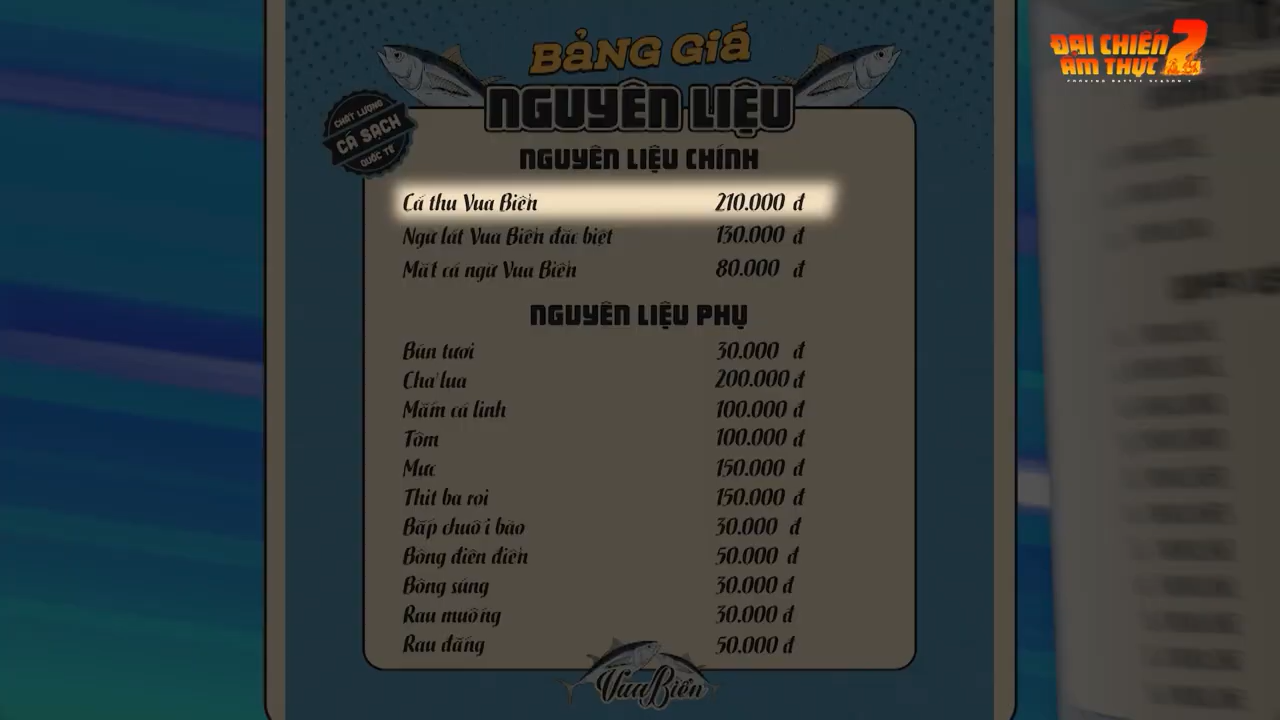 BẢNG GIÁ
NGUYÊN LIỆU
CHẤT LƯỢNG
CÁ SẠCH
QUỐC TẾ
NGUYÊN LIỆU CHÍNH
Cá thu Vua Biển 210.000 đ
Ngừ lát Vua Biển đặc biệt 130.000 đ
Mắt cá ngừ Vua Biển 80.000 đ
NGUYÊN LIỆU PHỤ
Bún tươi 30.000 đ
Chả lụa 200.000 đ
Mắm cá linh 100.000 đ
Tôm 100.000 đ
Mực 150.000 đ
Thịt ba rọi 150.000 đ
Bắp chuối bào 30.000 đ
Bông điên điển 50.000 đ
Bông súng 30.000 đ
Rau muống 30.000 đ
Rau đắng 50.000 đ
Vua Biển
ĐẠI CHIẾN
ẨM THỰC 2